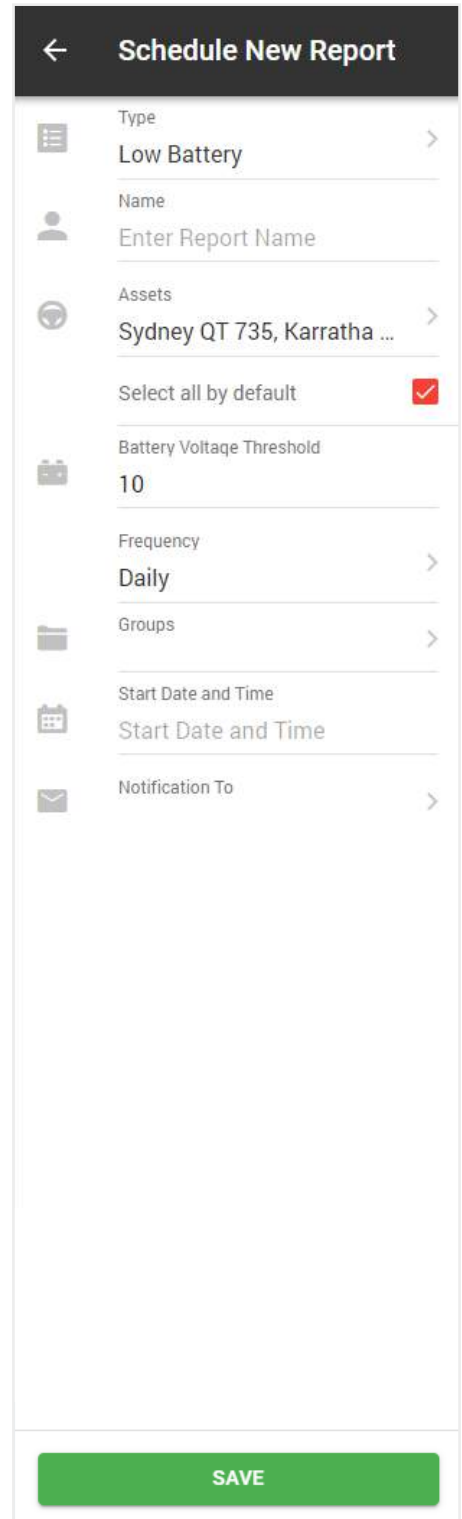 Schedule New Report
Type
Low Battery
Name
Enter Report Name
Assets
Sydney QT 735, Karratha ...
Select all by default
Battery Voltage Threshold
10
Frequency
Daily
Groups
Start Date and Time
Start Date and Time
Notification To
SAVE